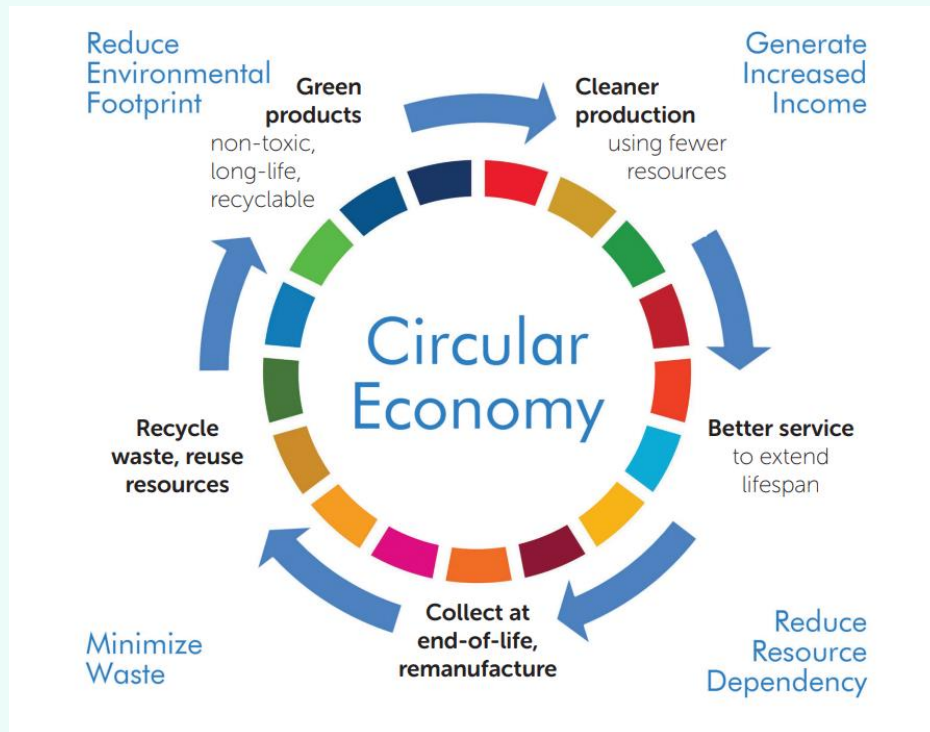 Reduce
Environmental
Footprint
Generate
Increased
Income
Green
products
non-toxic,
long-life,
recyclable
Cleaner
production
using fewer
resources
Circular
Economy
Recycle
waste, reuse
resources
Better service
to extend
lifespan
Collect at
end-of-life,
remanufacture
Minimize
Waste
Reduce
Resource
Dependency